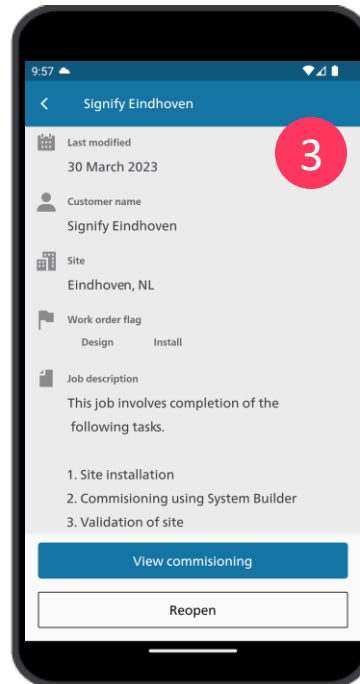 9:57
Signify Eindhoven
3
Last modified
30 March 2023
Customer name
Signify Eindhoven
Site
Eindhoven, NL
Work order flag
Design Install
Job description
This job involves completion of the
following tasks.
1. Site installation
2. Commisioning using System Builder
3. Validation of site
View commisioning
Reopen